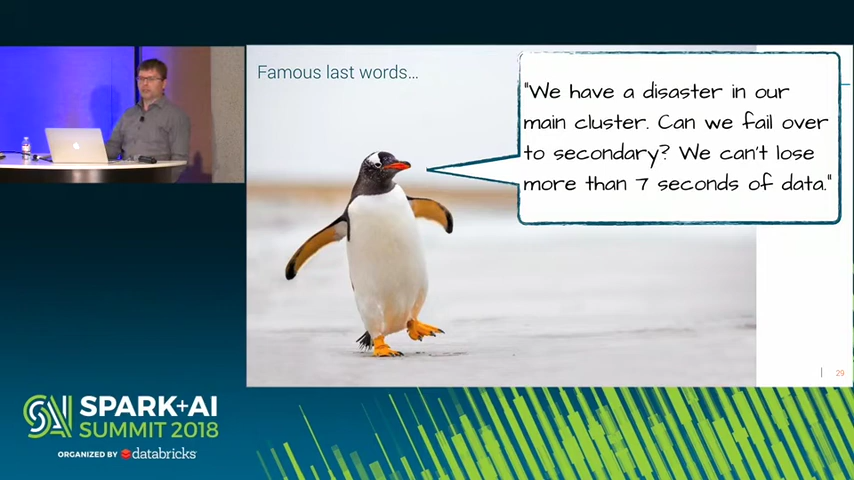 Famous last words...
"We have a disaster in our
main cluster. Can we fail over
to secondary? We can't lose
more than 7 seconds of data."
29
SAI
SPARK+AI
SUMMIT 2018
ORGANIZED BY databricks